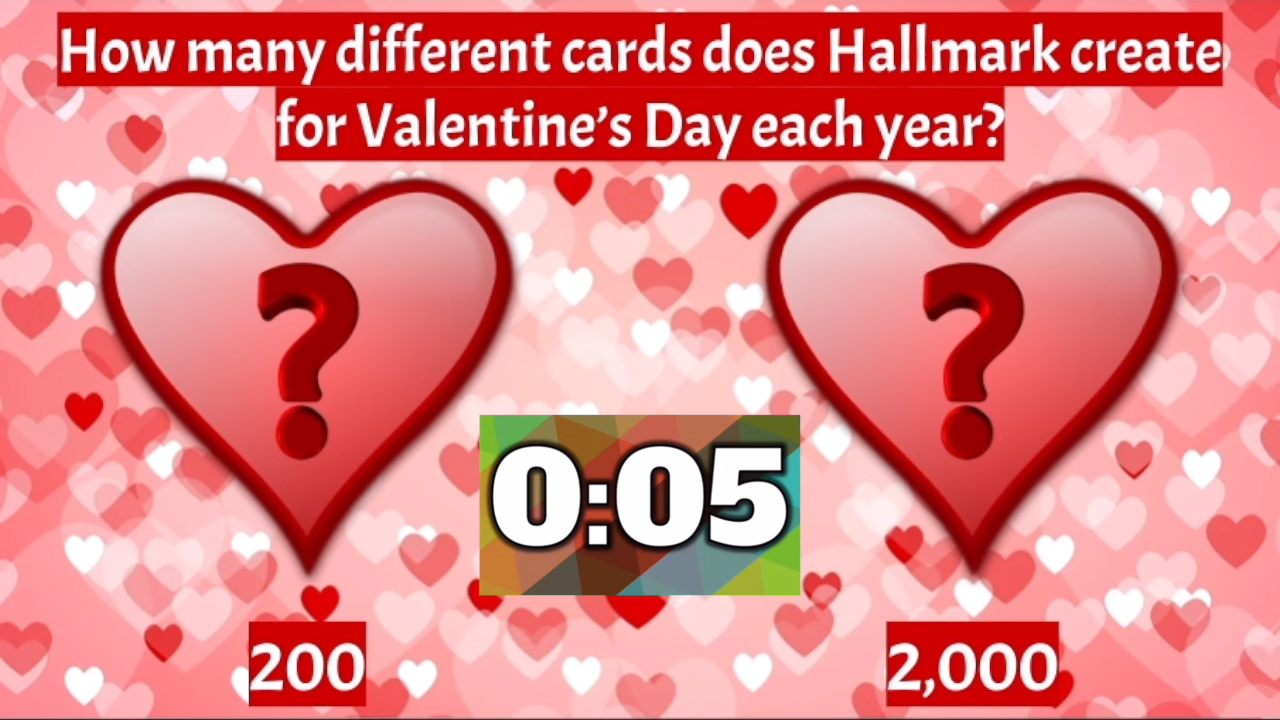 How many different cards does Hallmark create
for Valentine’s Day each year?
?
?
0:05
200
2,000